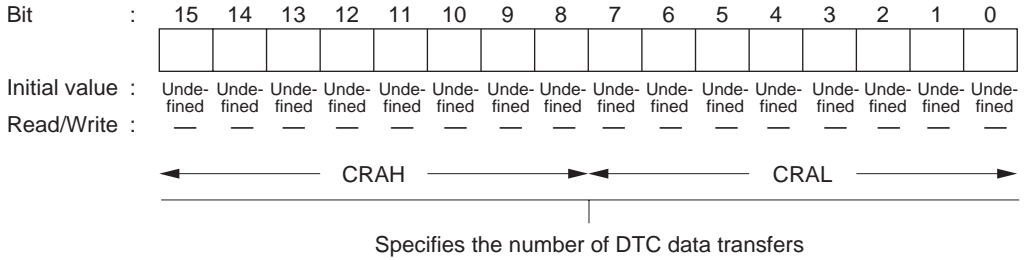 Bit : 15 14 13 12 11 10 9 8 7 6 5 4 3 2 1 0
Initial value : Unde- Unde- Unde- Unde- Unde- Unde- Unde- Unde- Unde- Unde- Unde- Unde- Unde- Unde- Unde- Unde-
fined fined fined fined fined fined fined fined fined fined fined fined fined fined fined fined
Read/Write : — — — — — — — — — — — — — — — —
CRAH CRAL
Specifies the number of DTC data transfers